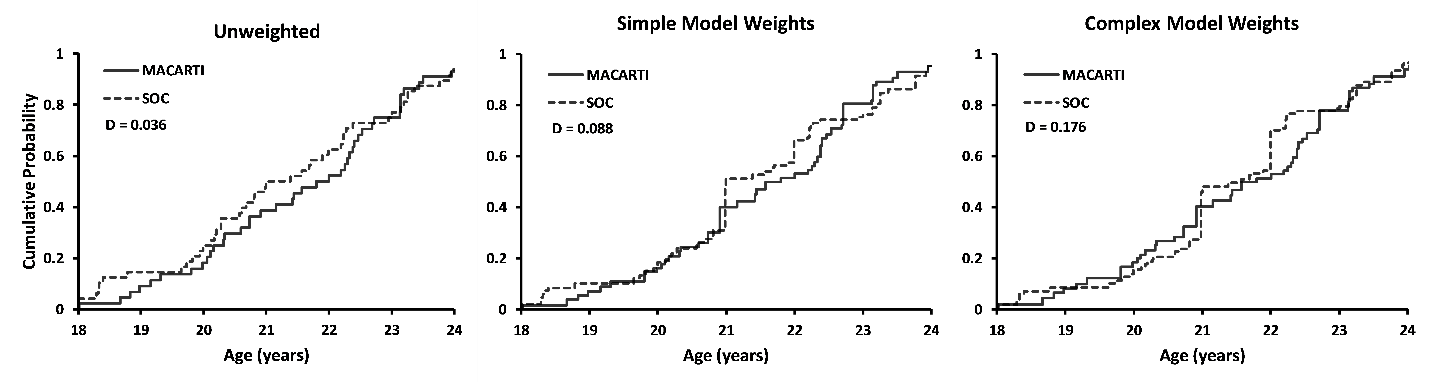 Unweighted
Cumulative Probability
1
0.8
0.6
0.4
0.2
0
MACARTI
SOC
D = 0.036
18 19 20 21 22 23 24
Age (years)
Simple Model Weights
1
0.8
0.6
0.4
0.2
0
MACARTI
SOC
D = 0.088
18 19 20 21 22 23 24
Age (years)
Complex Model Weights
1
0.8
0.6
0.4
0.2
0
MACARTI
SOC
D = 0.176
18 19 20 21 22 23 24
Age (years)